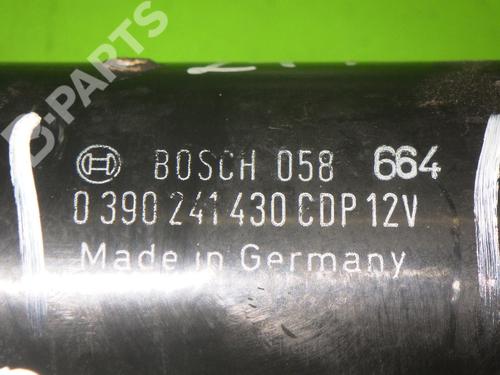 B-PARTS
BOSCH 058 664
0 390 241 430 CDP 12V
Made in Germany